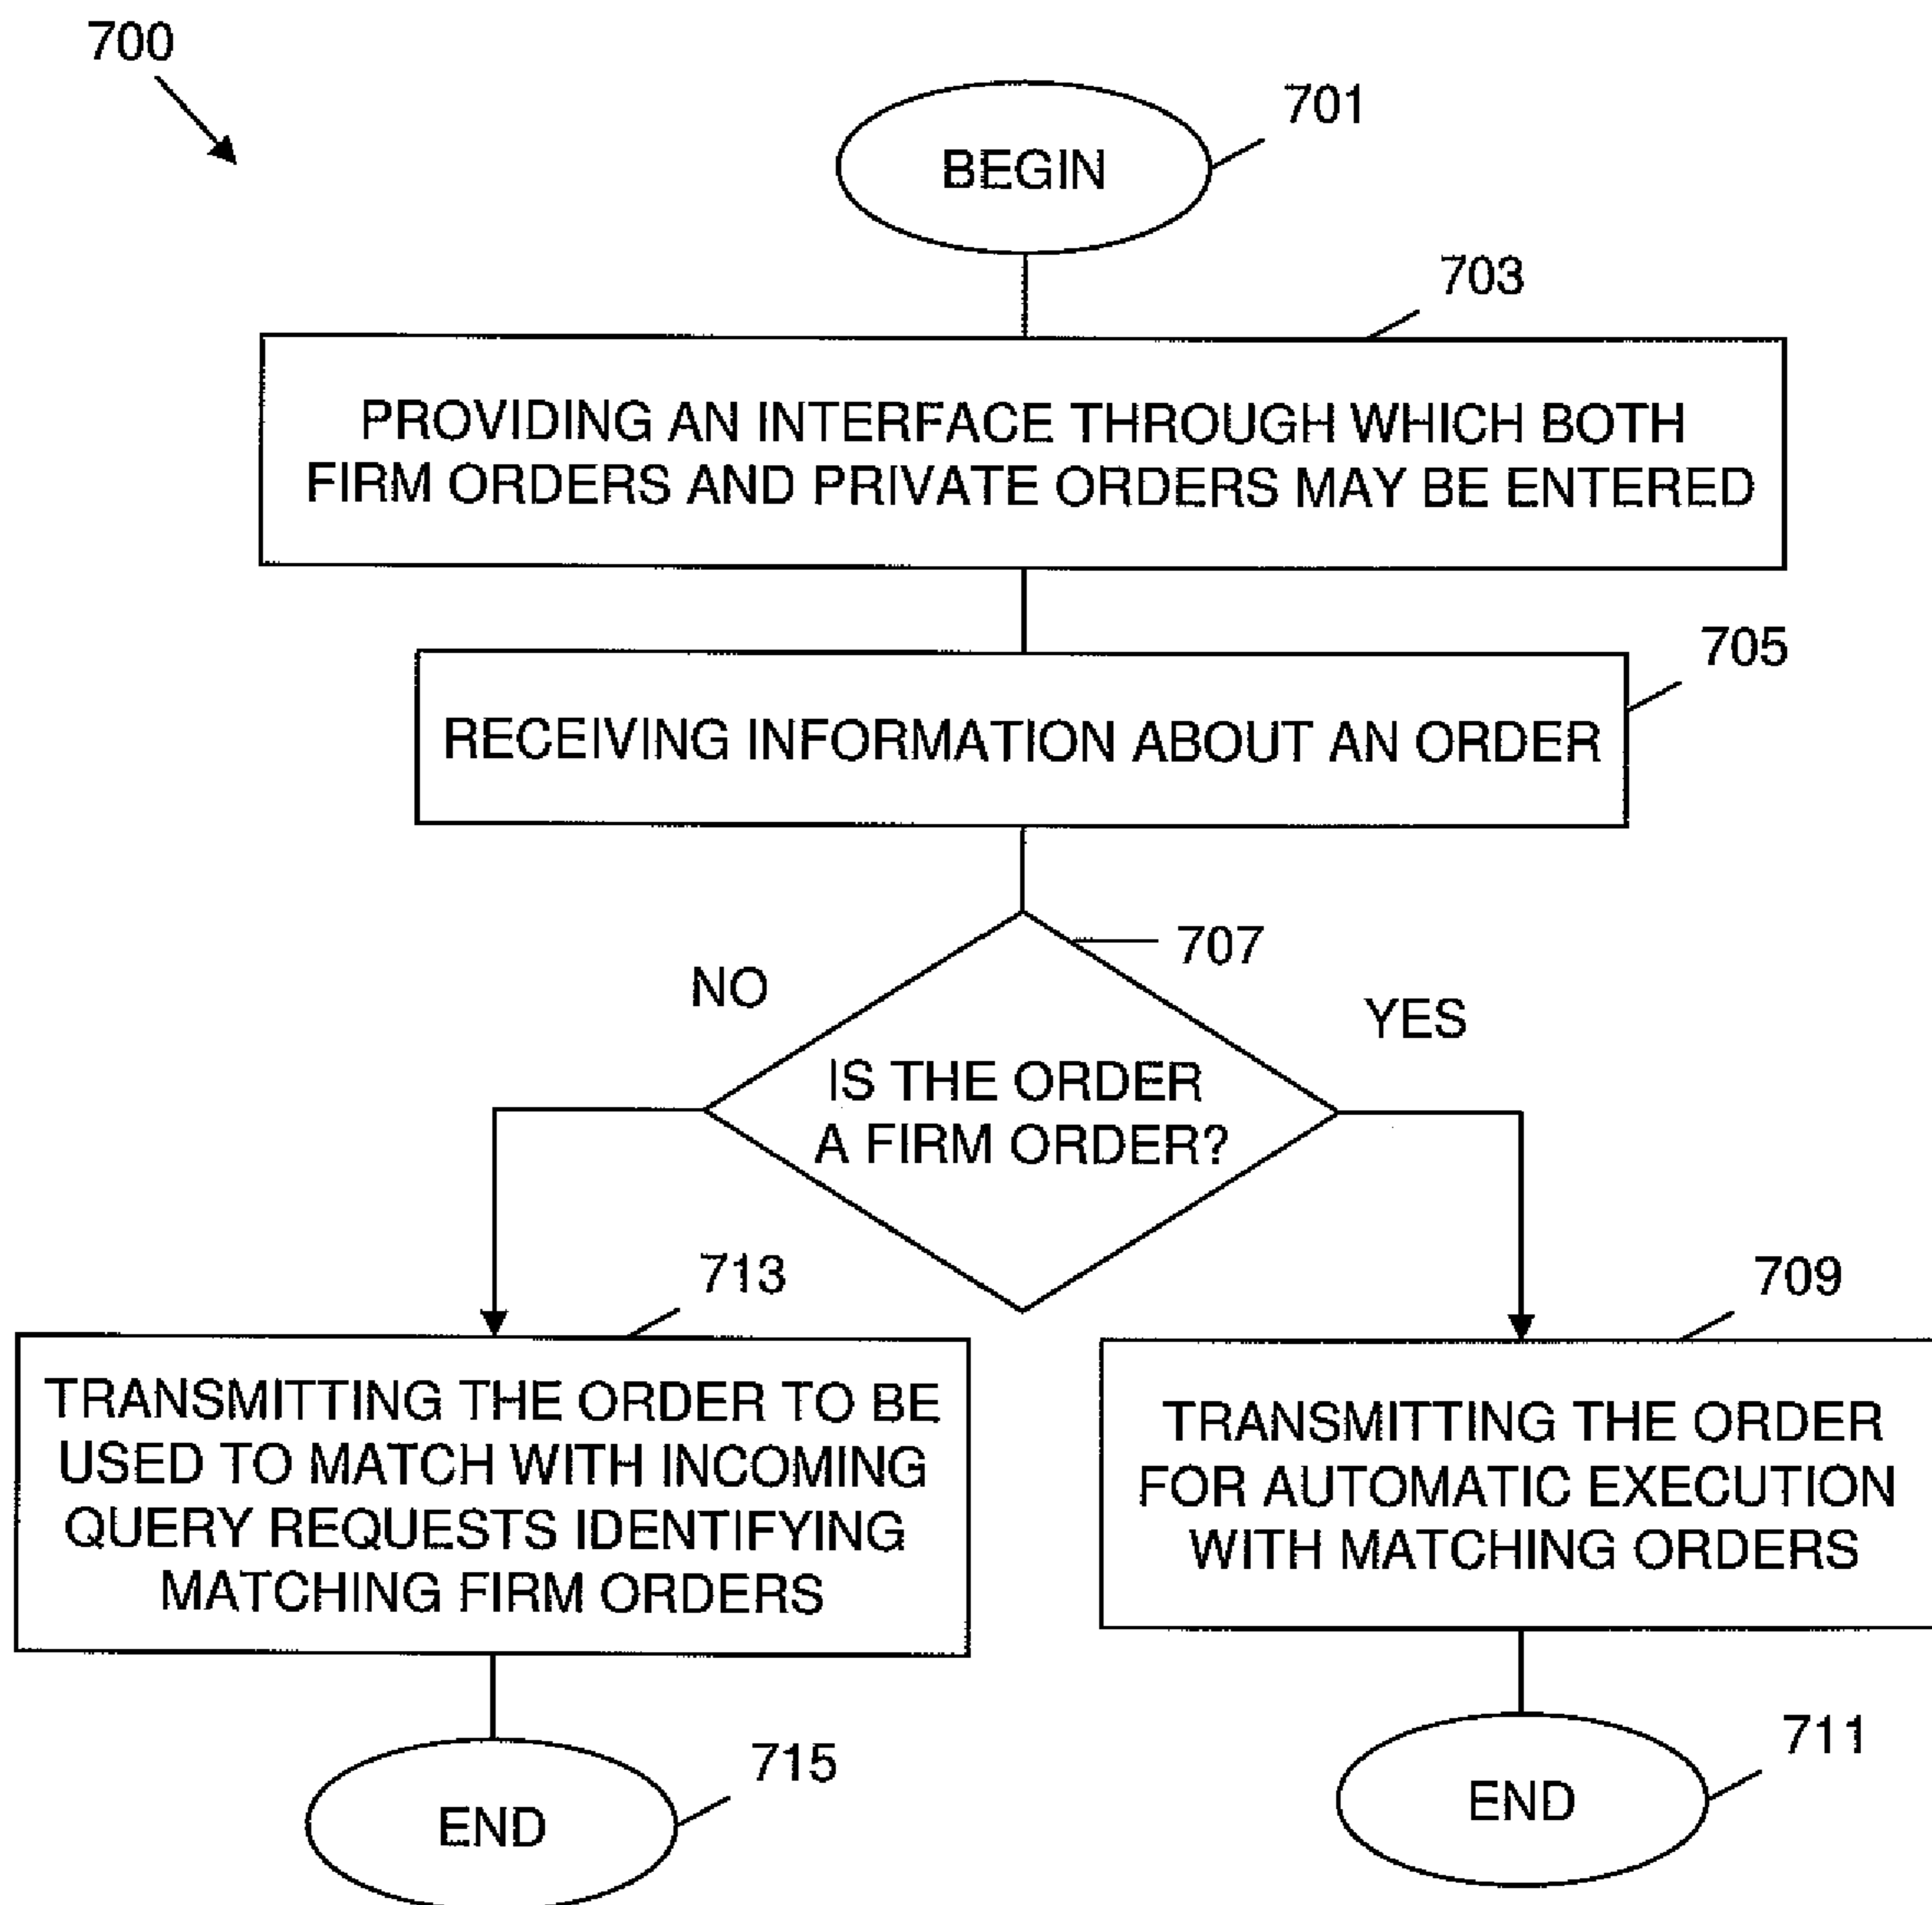 700
701
BEGIN
703
PROVIDING AN INTERFACE THROUGH WHICH BOTH
FIRM ORDERS AND PRIVATE ORDERS MAY BE ENTERED
705
RECEIVING INFORMATION ABOUT AN ORDER
707
NO
YES
IS THE ORDER
A FIRM ORDER?
713
TRANSMITTING THE ORDER TO BE
USED TO MATCH WITH INCOMING
QUERY REQUESTS IDENTIFYING
MATCHING FIRM ORDERS
709
TRANSMITTING THE ORDER
FOR AUTOMATIC EXECUTION
WITH MATCHING ORDERS
715
END
711
END